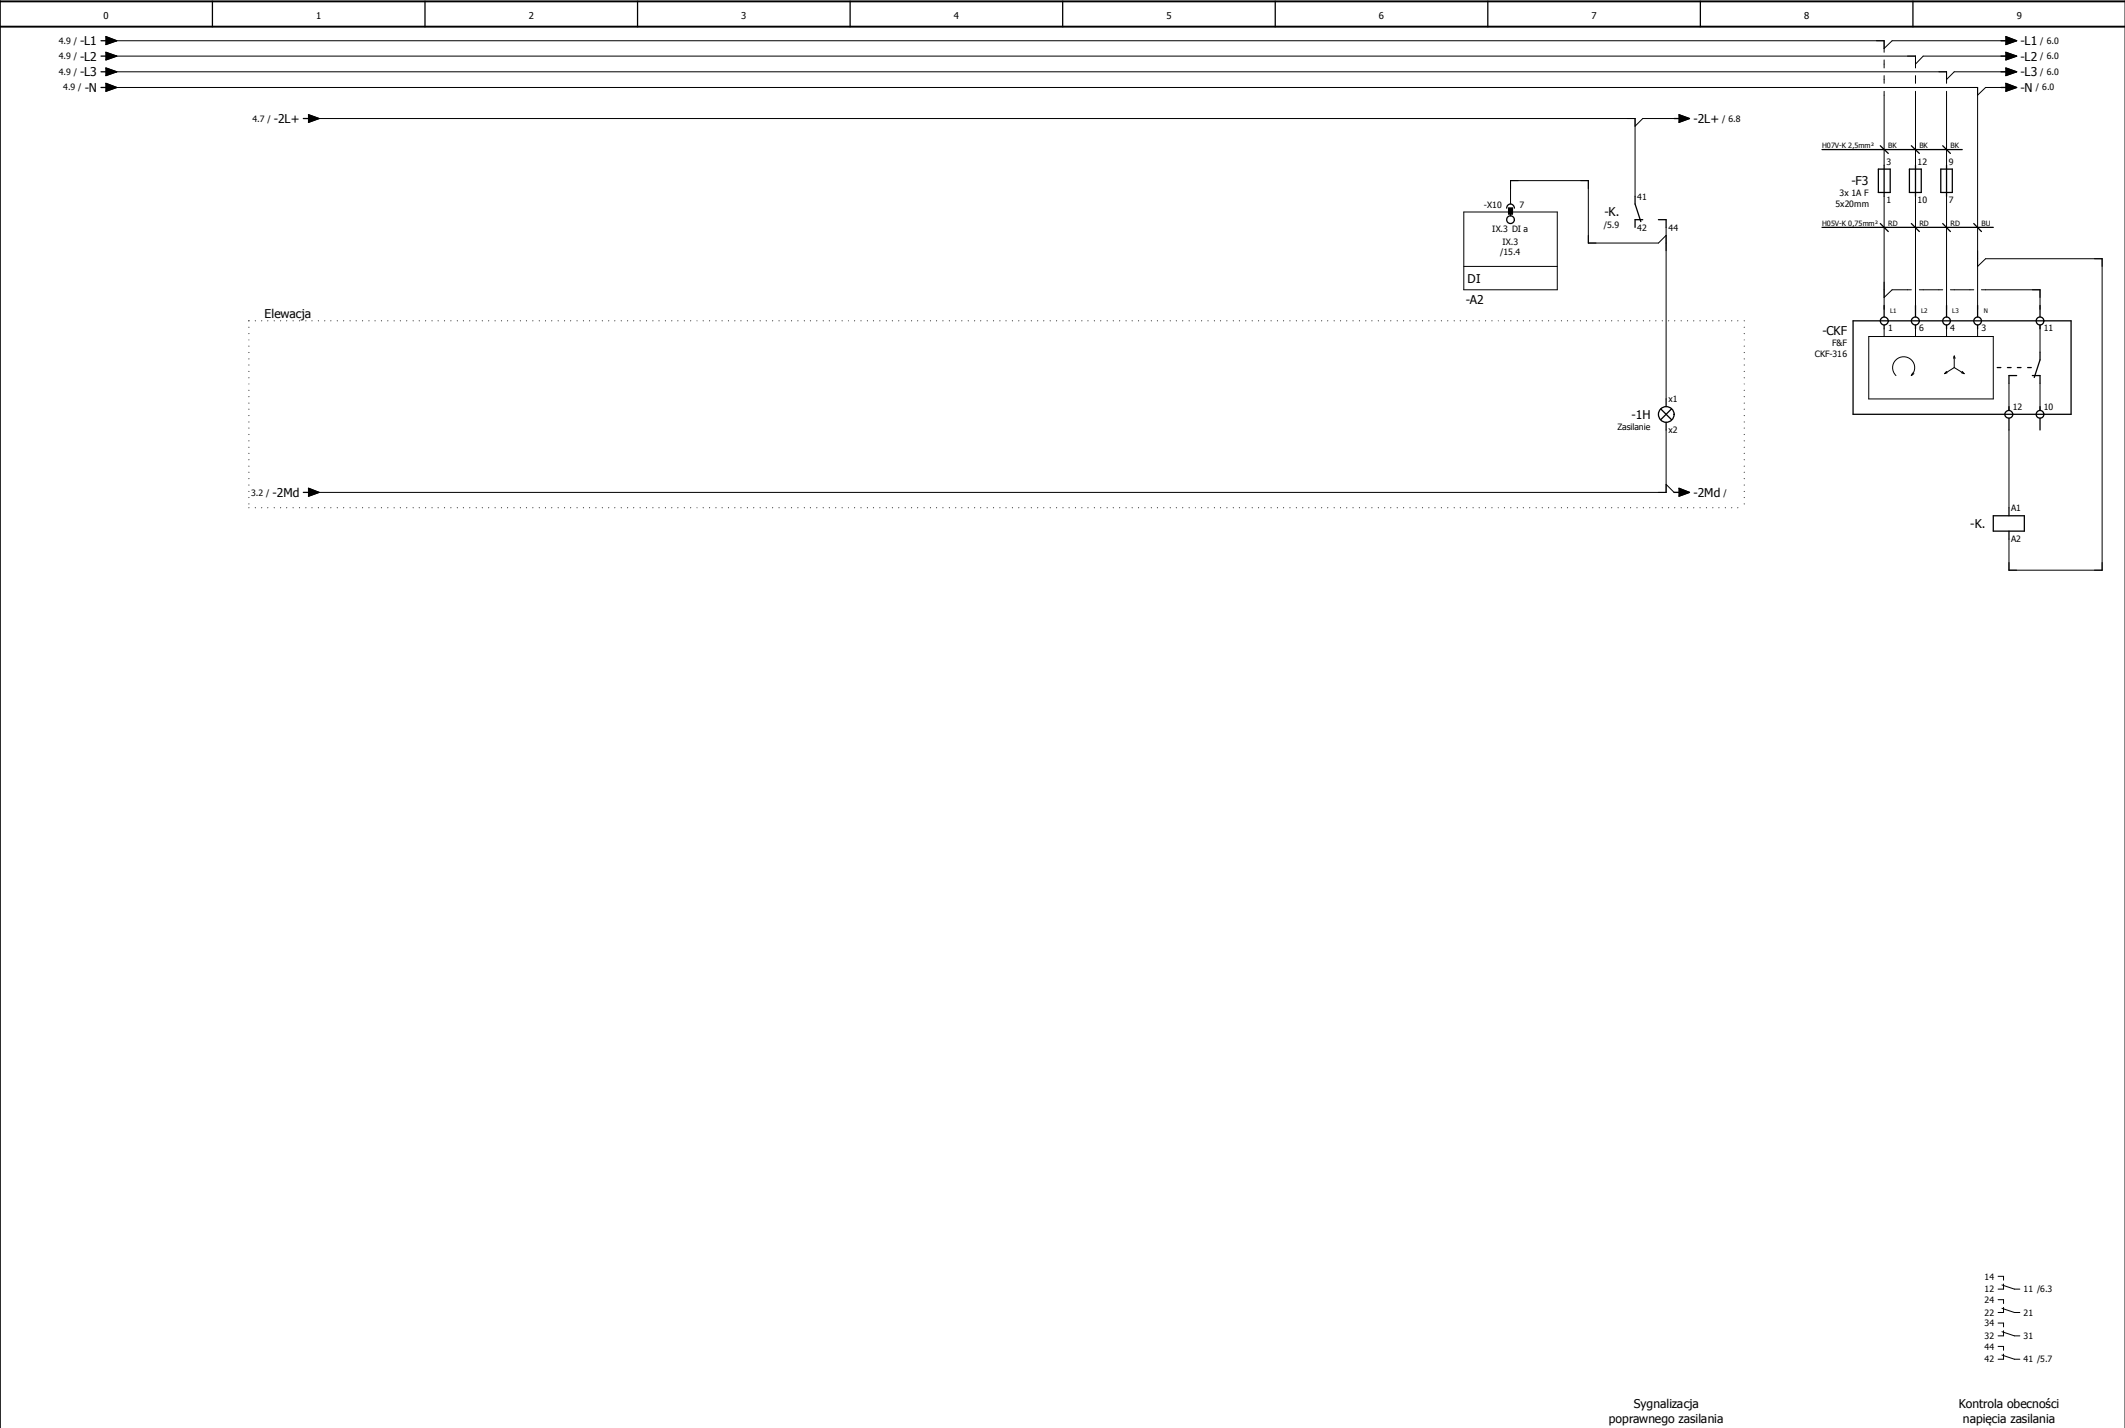 0 1 2 3 4 5 6 7 8 9
4.9 / -L1
-L1 / 6.0
4.9 / -L2
-L2 / 6.0
4.9 / -L3
-L3 / 6.0
4.9 / -N
-N / 6.0
4.7 / -2L+
-2L+ / 6.8
H07V-K 2,5mm² BK BK BK
3 12 9
-F3
3x 1A F
5x20mm
1 10 7
H05V-K 0,75mm² RD RD RD BU
-X10 7
IX.3 DI a
IX.3
/15.4
DI
-A2
41
-K.
/5.9
42 44
Elewacja
L1 L2 L3 N
1 6 4 3 11
-CKF
F&F
CKF-316
12 10
x1
-1H
Zasilanie
x2
3.2 / -2Md
-2Md /
A1
-K.
A2
14
12 11 /6.3
24
22 21
34
32 31
44
42 41 /5.7
Sygnalizacja
poprawnego zasilania
Kontrola obecności
napięcia zasilania